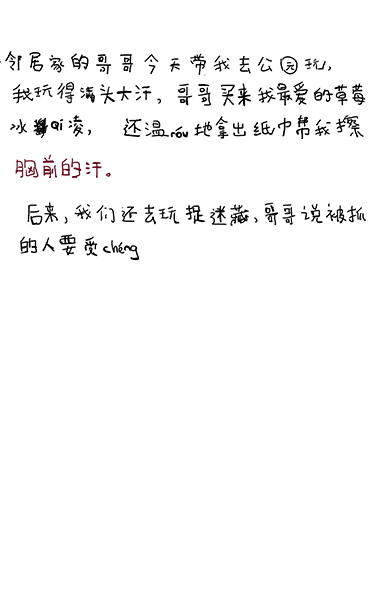 邻居家的哥哥今天带我去公园玩，
我玩得满头大汗，哥哥买来我最爱的草莓
冰qi凌，还温róu地拿出纸巾帮我擦
胸前的汗。
后来，我们还去玩捉迷藏，哥哥说被抓
的人要受chéng